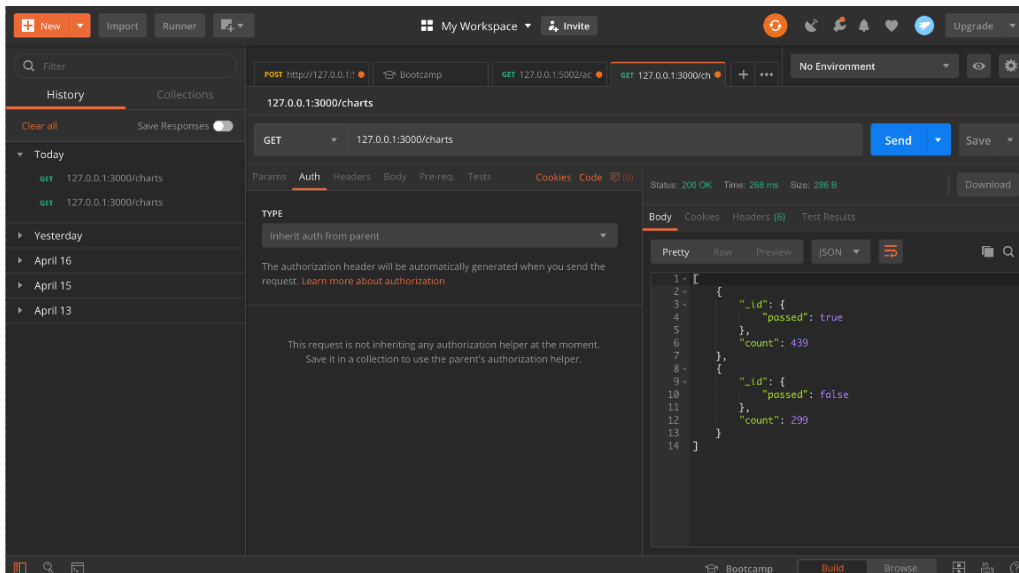 New Import Runner My Workspace Invite Upgrade
Filter
History Collections
Clear all Save Responses
Today
GET 127.0.0.1:3000/charts
GET 127.0.0.1:3000/charts
Yesterday
April 16
April 15
April 13
POST http://127.0.0.1:! Bootcamp GET 127.0.0.1:5002/ac GET 127.0.0.1:3000/ch + ••• No Environment
127.0.0.1:3000/charts
GET 127.0.0.1:3000/charts Send Save
Params Auth Headers Body Pre-req. Tests Cookies Code (0)
TYPE
Inherit auth from parent
The authorization header will be automatically generated when you send the
request. Learn more about authorization
This request is not inheriting any authorization helper at the moment.
Save it in a collection to use the parent's authorization helper.
Status: 200 OK Time: 268 ms Size: 286 B Download
Body Cookies Headers (6) Test Results
Pretty Raw Preview JSON
1 [
2 {
3 "_id": {
4 "passed": true
5 },
6 "count": 439
7 },
8 {
9 "_id": {
10 "passed": false
11 },
12 "count": 299
13 }
14 ]
Bootcamp Build Browse